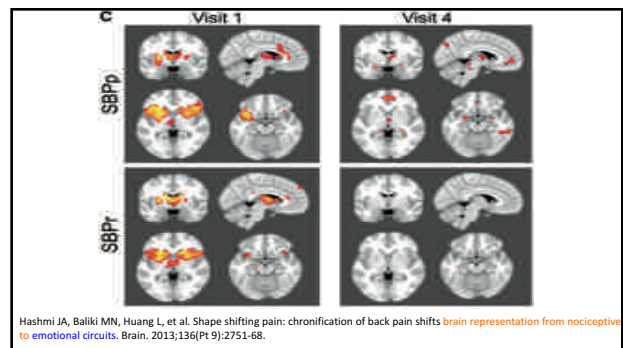 C Visit 1 Visit 4
SBPp
SBPr
Hashmi JA, Baliki MN, Huang L, et al. Shape shifting pain: chronification of back pain shifts brain representation from nociceptive
to emotional circuits. Brain. 2013;136(Pt 9):2751-68.